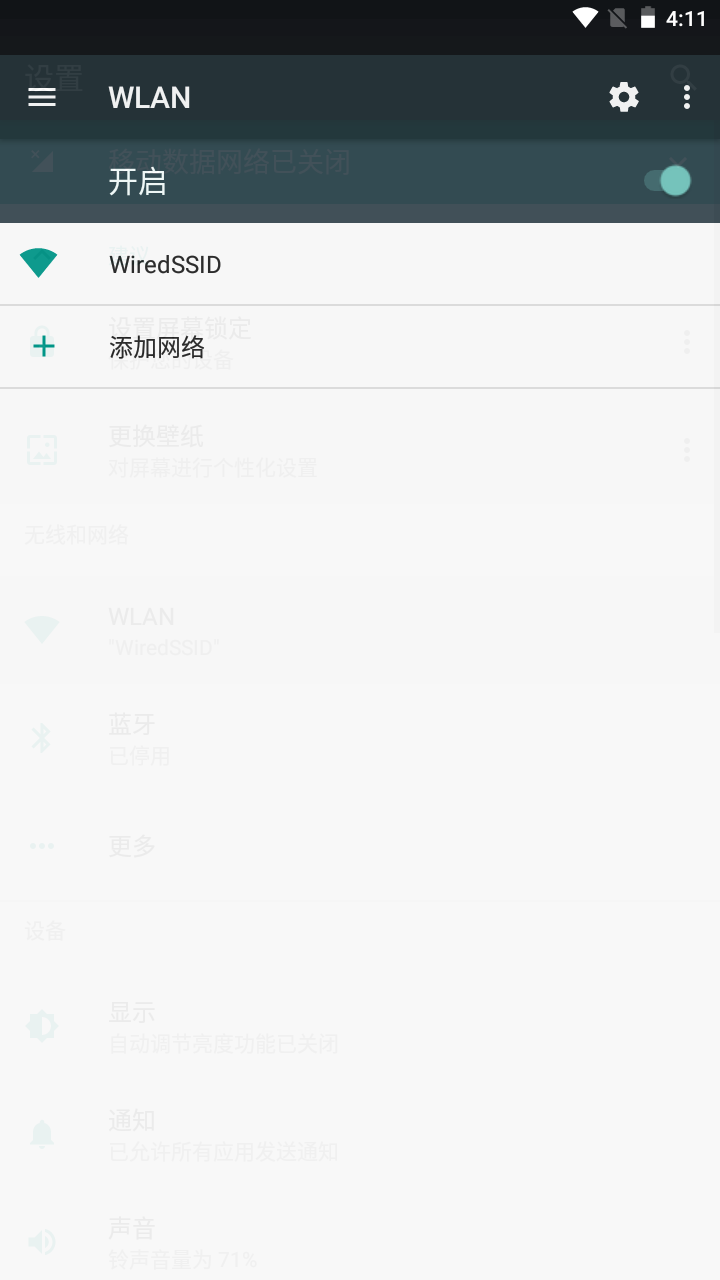 4:11
设置
WLAN
移动数据网络已关闭
开启
建议
WiredSSID
设置屏幕锁定
添加网络
保护您的设备
更换壁纸
对屏幕进行个性化设置
无线和网络
WLAN
"WiredSSID"
蓝牙
已停用
更多
设备
显示
自动调节亮度功能已关闭
通知
已允许所有应用发送通知
声音
铃声音量为 71%